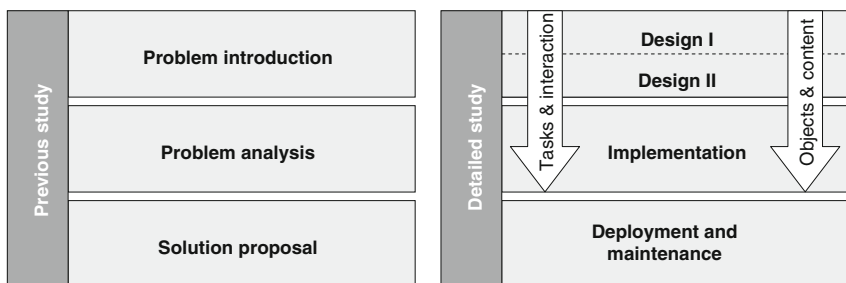 Previous study
Problem introduction
Problem analysis
Solution proposal
Detailed study
Design I
Design II
Tasks & interaction
Objects & content
Implementation
Deployment and
maintenance